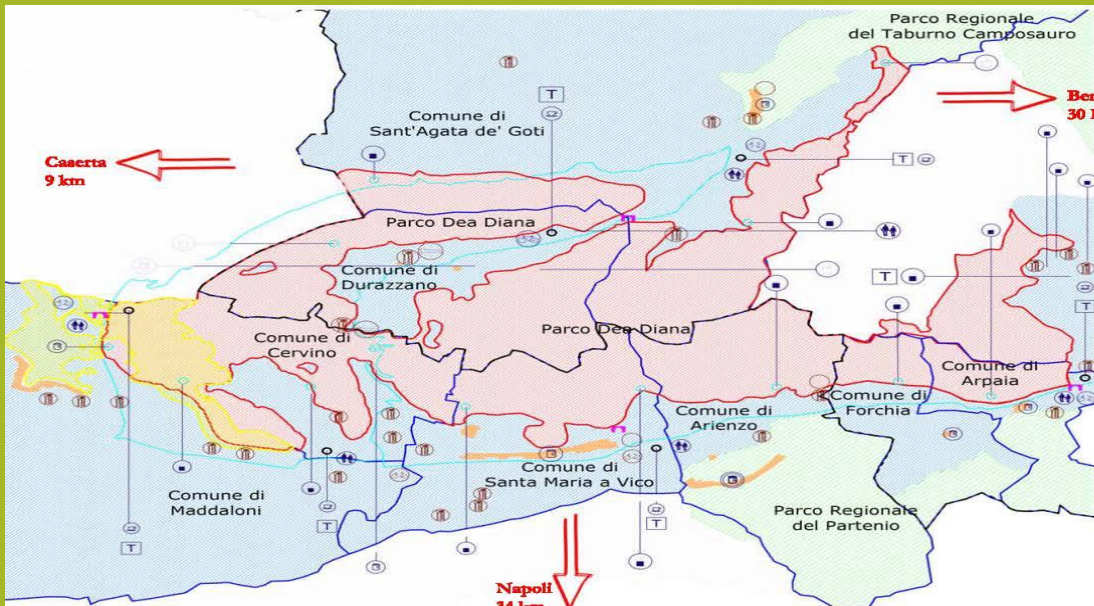 Parco Regionale
del Taburno Camposauro
T
Comune di
Sant'Agata de' Goti
30
Caserta
9 km
T
Parco Dea Diana
Comune di
Durazzano
T
T
Parco Dea Diana
Comune di
Cervino
Comune di
Arpaia
Comune di
Forchia
Comune di
Arienzo
Comune di
Santa Maria a Vico
Comune di
Maddaloni
Parco Regionale
del Partenio
T
T
T
Napoli